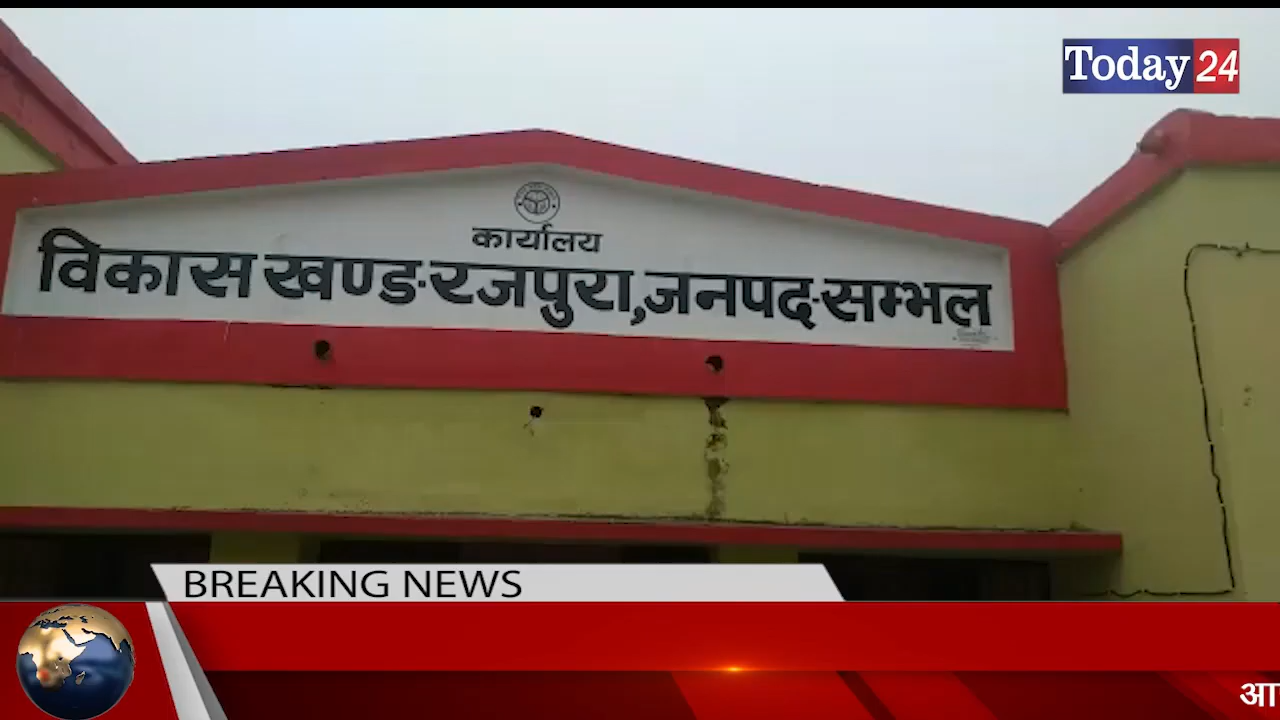 Today 24
कार्यालय
विकास खण्ड-रजपुरा, जनपद-सम्भल
BREAKING NEWS
आ